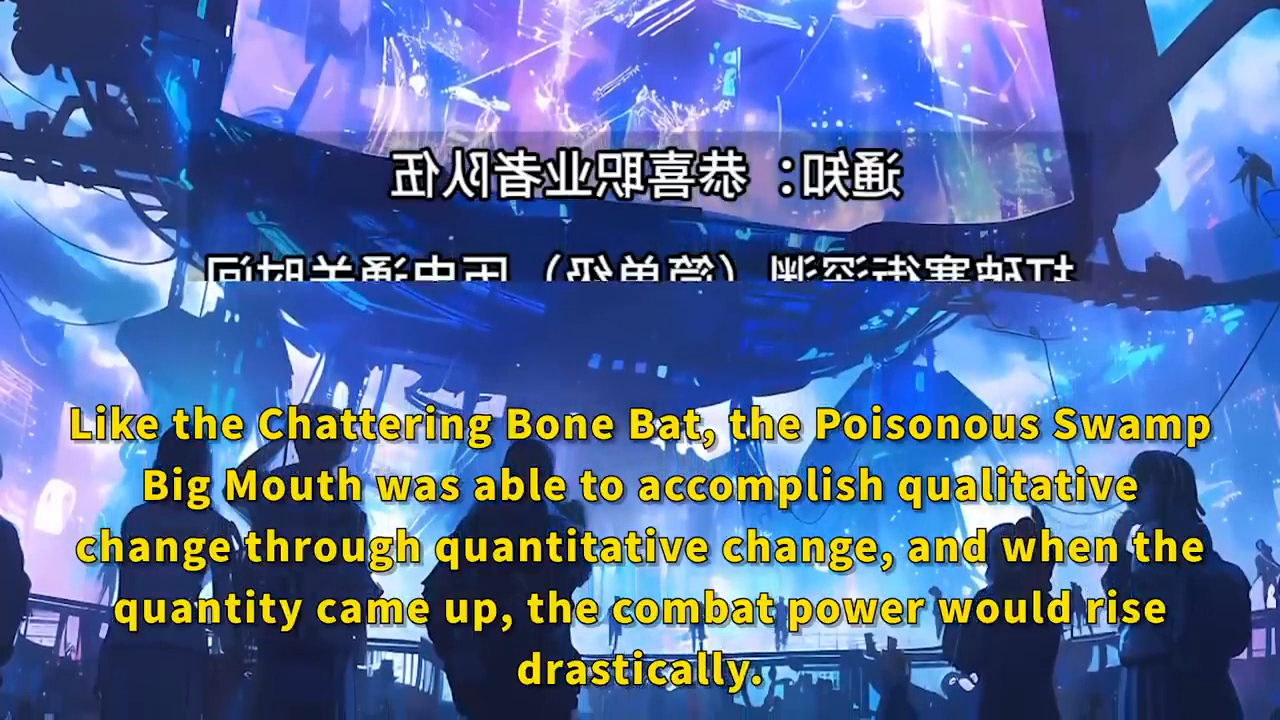 通知：恭喜职业者队伍
Like the Chattering Bone Bat, the Poisonous Swamp
Big Mouth was able to accomplish qualitative
change through quantitative change, and when the
quantity came up, the combat power would rise
drastically.